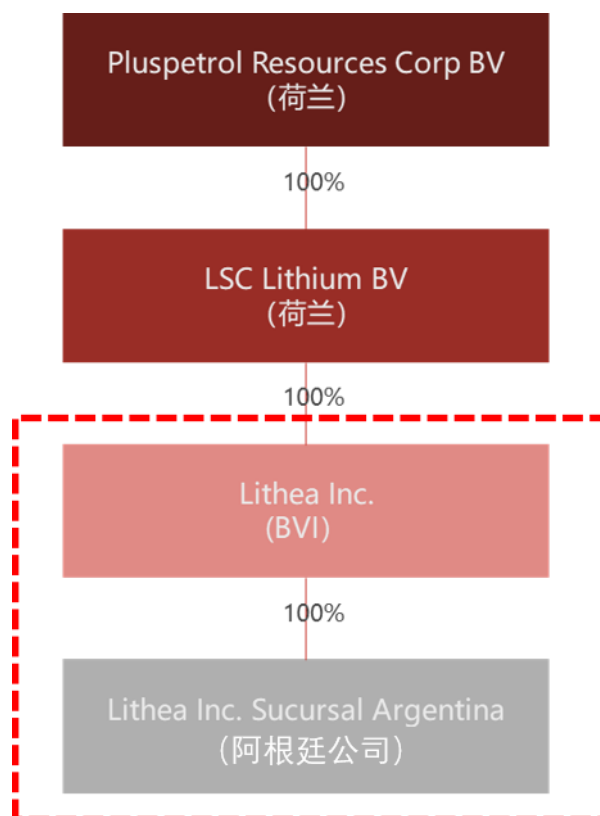 Pluspetrol Resources Corp BV
(荷兰)
100%
LSC Lithium BV
(荷兰)
100%
Lithea Inc.
(BVI)
100%
Lithea Inc. Sucursal Argentina
(阿根廷公司)